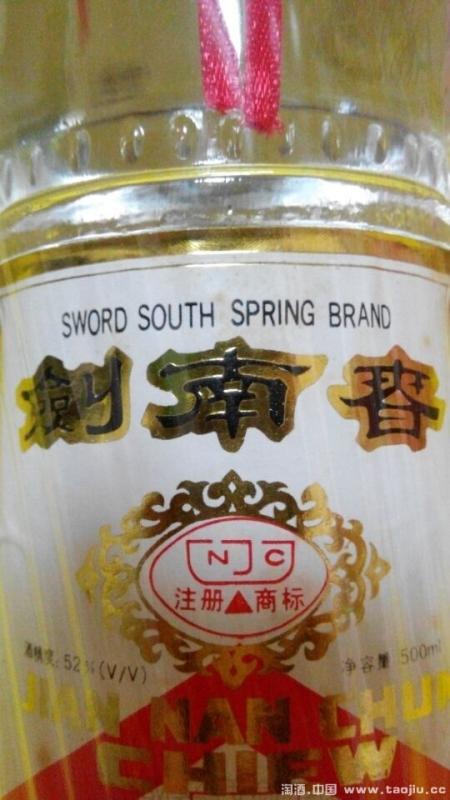 SWORD SOUTH SPRING BRAND
劍南春
NJC
注册 商标
酒精度:52%(V/V) 净容量 500ml
JIAN NAN CHUN
CHIEW
淘酒.中国 www.taojiu.cc